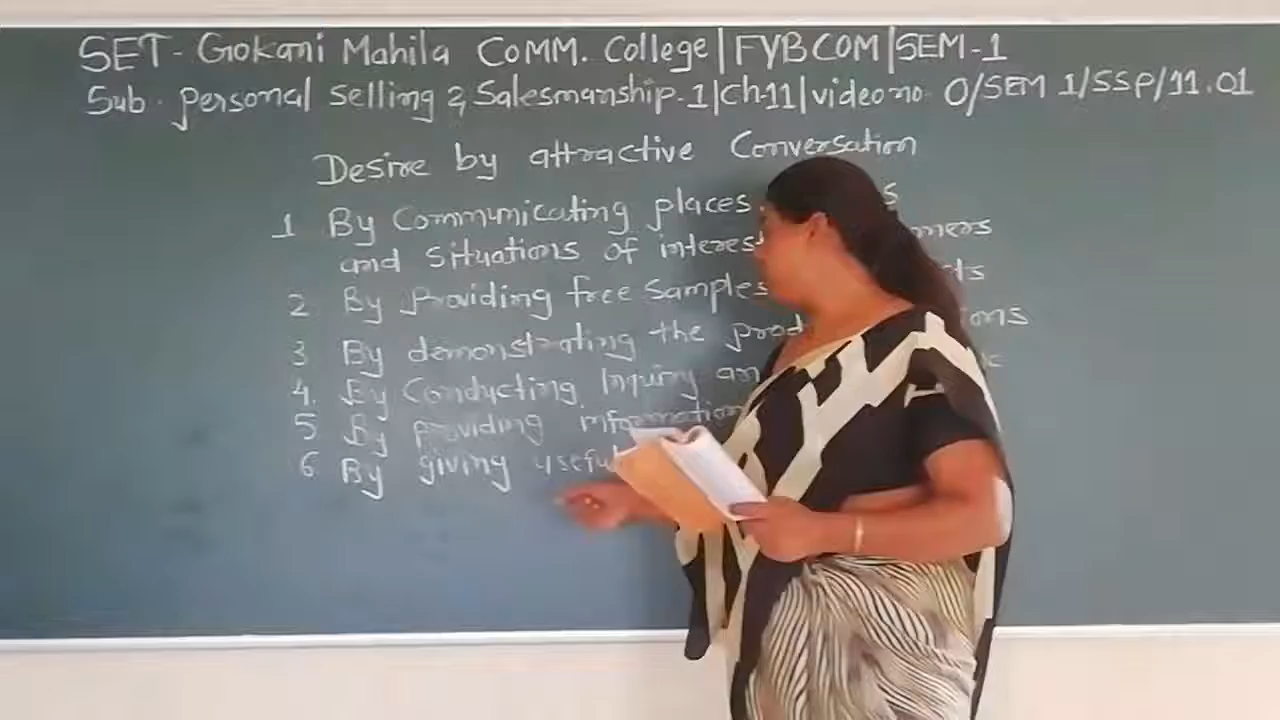 SET - Gokani Mahila COMM. College | FYBCOM | SEM-1
Sub. personal selling & Salesmanship-1 | Ch-11 | video no. O/SEM 1/SSP/11.01
Desire by attractive Conversation
1 By Communicating places.
and situations of interest
2 By Providing free samples
3 By demonstrating the
4. By Conducting Inquiry
5 By providing information
6 By giving useful